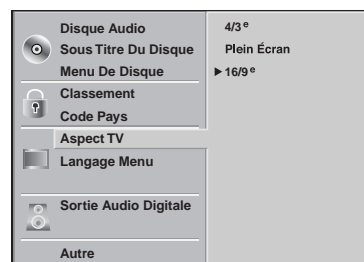 Disque Audio
Sous Titre Du Disque
Menu De Disque
Classement
Code Pays
Aspect TV
Langage Menu
Sortie Audio Digitale
Autre
4/3 e
Plein Écran
16/9 e